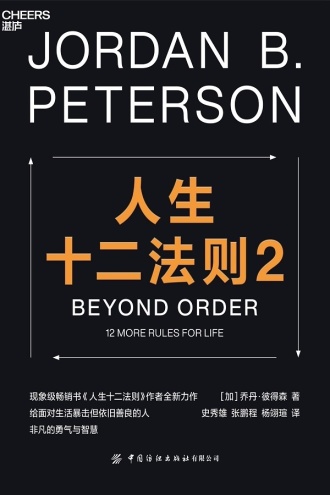 CHEERS
湛庐
JORDAN B.
PETERSON
人生
十二法则2
BEYOND ORDER
12 MORE RULES FOR LIFE
现象级畅销书《人生十二法则》作者全新力作
给面对生活暴击但依旧善良的人
非凡的勇气与智慧
[加] 乔丹·彼得森 著
史秀雄 张鹏程 杨翊瑄 译
中国纺织出版社有限公司